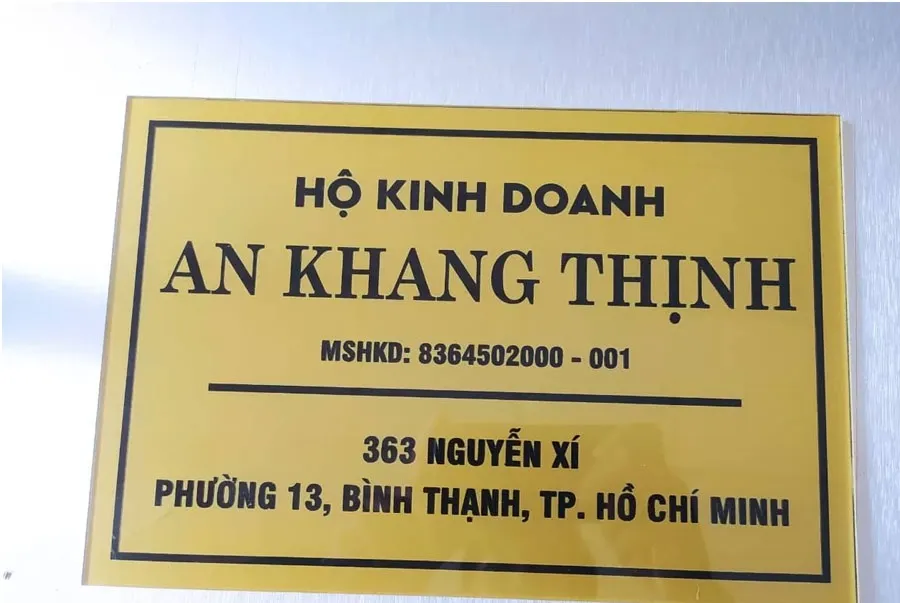 HỘ KINH DOANH
AN KHANG THỊNH
MSHKD: 8364502000 - 001
363 NGUYỄN XÍ
PHƯỜNG 13, BÌNH THẠNH, TP. HỒ CHÍ MINH